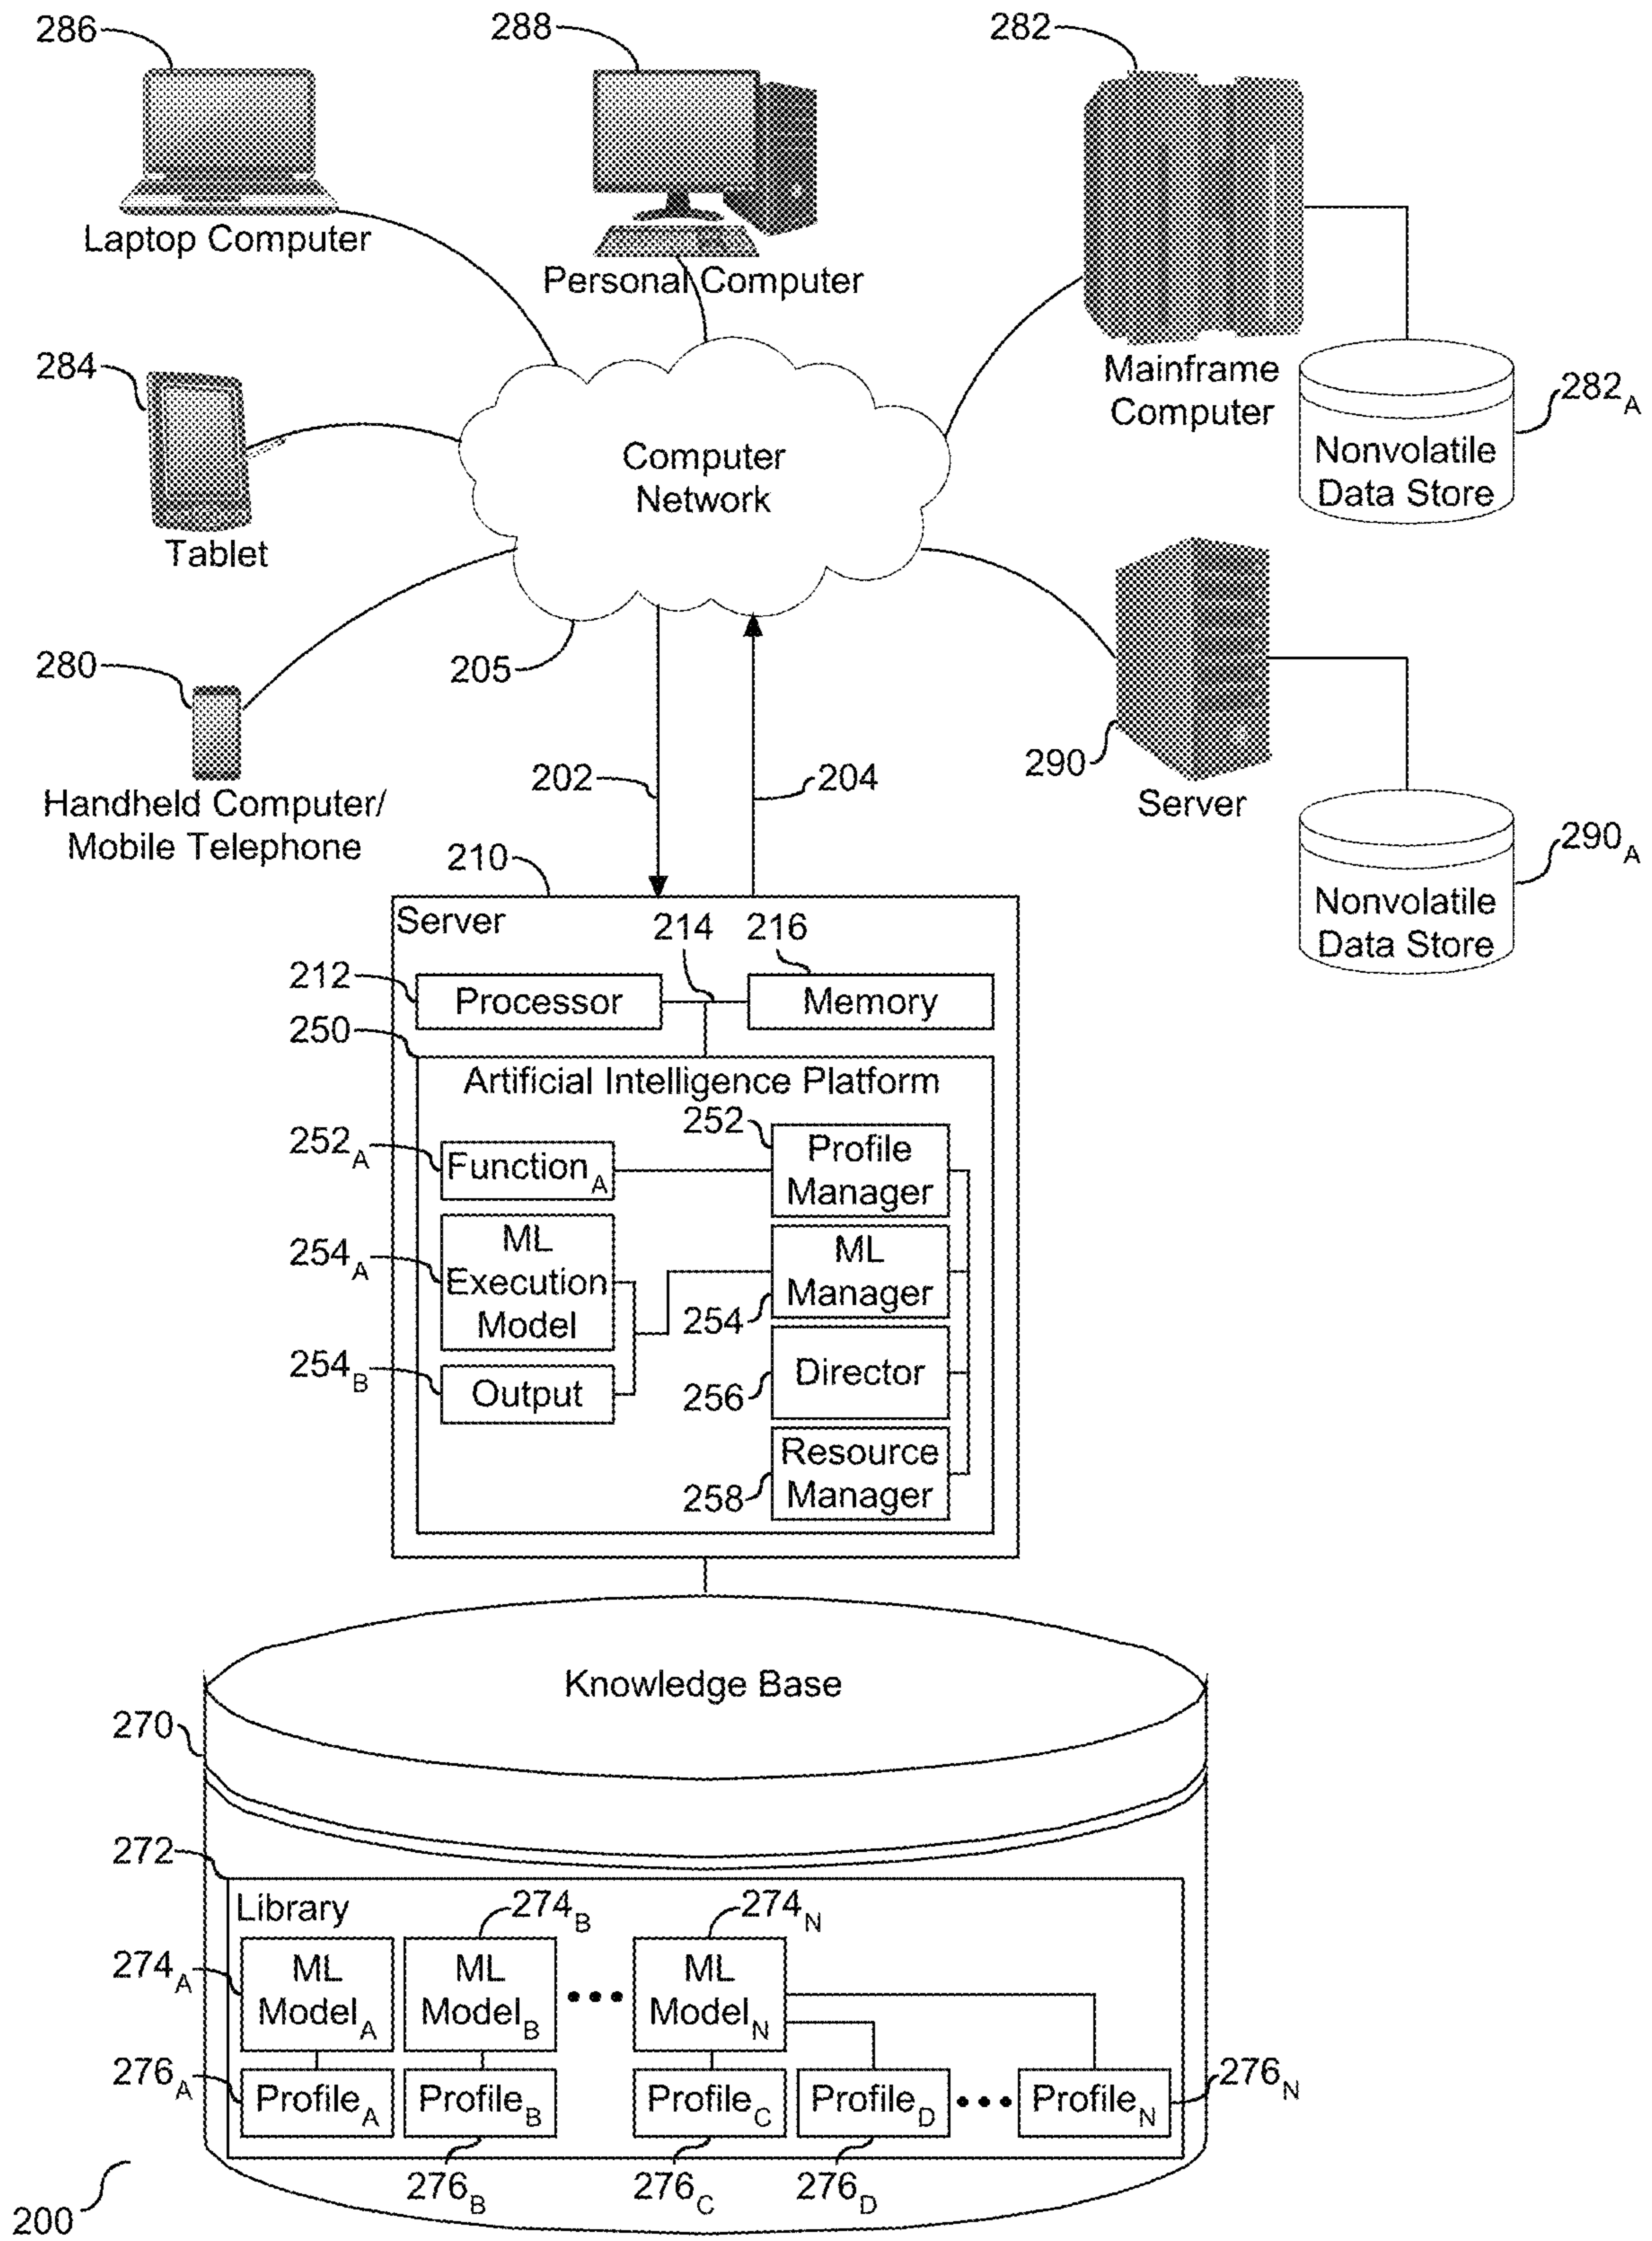 286
288
282
Laptop Computer
Personal Computer
284
Mainframe
Computer
282A
Computer
Network
Nonvolatile
Data Store
Tablet
280
205
290
202
204
Server
Handheld Computer/
Mobile Telephone
290A
210
Nonvolatile
Data Store
Server
214
216
212
Processor
Memory
250
Artificial Intelligence Platform
252
252A
FunctionA
Profile
Manager
254A
ML
Execution
Model
ML
Manager
254
254B
Output
Director
256
Resource
Manager
258
Knowledge Base
270
272
Library
274B
274N
274A
ML
ModelA
ML
ModelB
•••
ML
ModelN
276A
ProfileA
ProfileB
ProfileC
ProfileD
•••
ProfileN
276N
276B
276C
276D
200